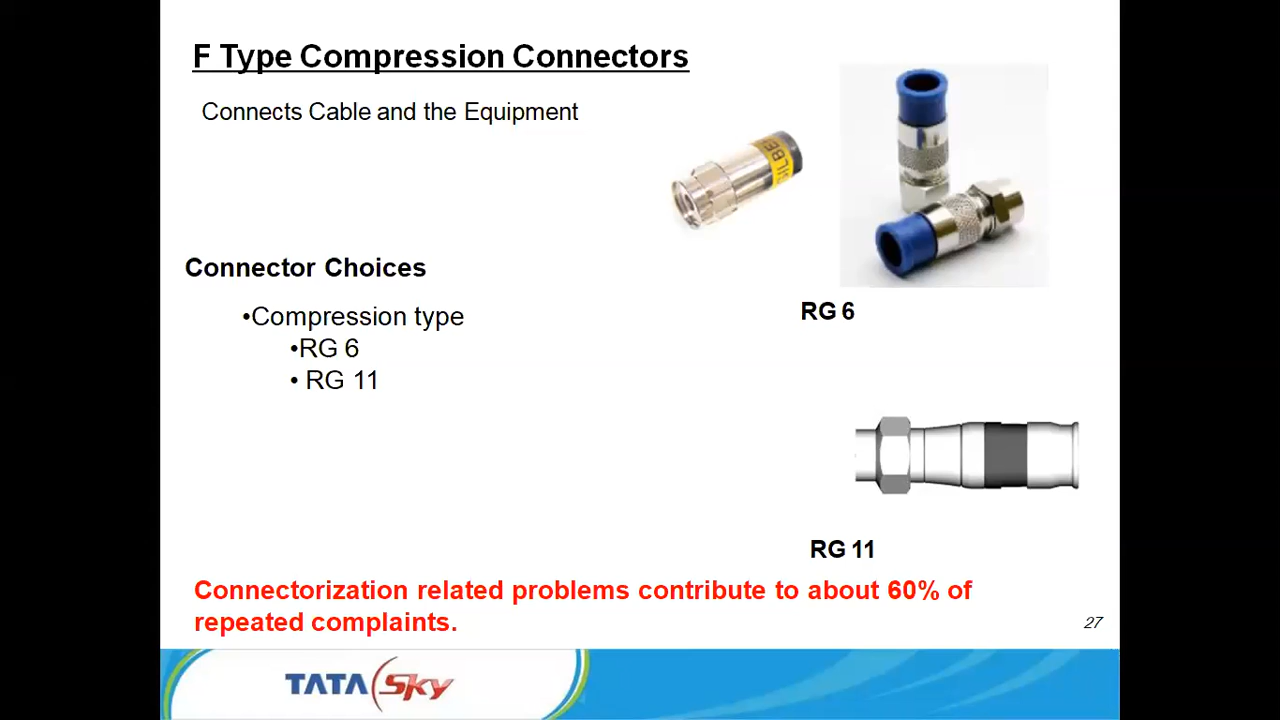 F Type Compression Connectors
Connects Cable and the Equipment
Connector Choices
•Compression type
•RG 6
• RG 11
RG 6
RG 11
Connectorization related problems contribute to about 60% of
repeated complaints.
27
TATA Sky